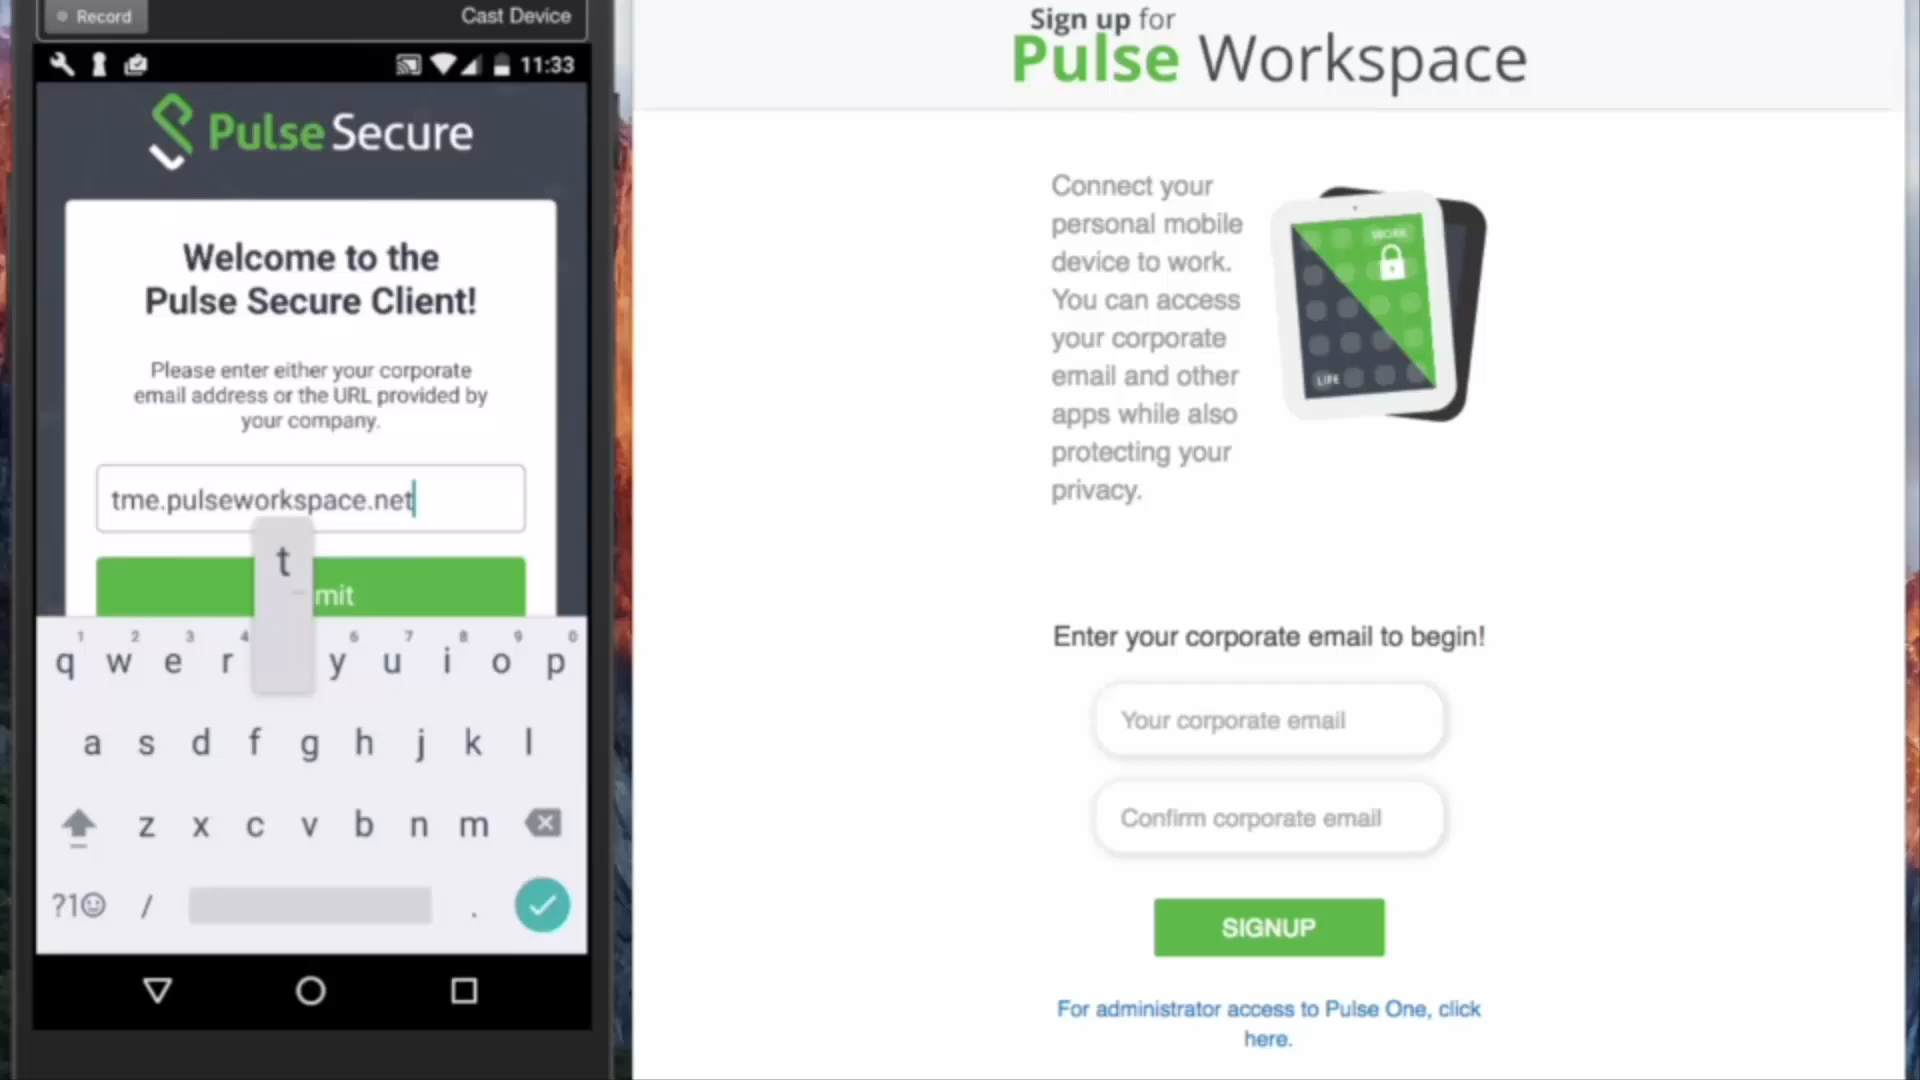 Record
Cast Device
11:33
Pulse Secure
Welcome to the
Pulse Secure Client!
Please enter either your corporate
email address or the URL provided by
your company.
tme.pulseworkspace.net
t
mit
1 2 3 4 6 7 8 9 0
q w e r y u i o p
a s d f g h j k l
z x c v b n m
?1☺ / .
Sign up for
Pulse Workspace
Connect your
personal mobile
device to work.
You can access
your corporate
email and other
apps while also
protecting your
privacy.
WORK
LIFE
Enter your corporate email to begin!
Your corporate email
Confirm corporate email
SIGNUP
For administrator access to Pulse One, click
here.